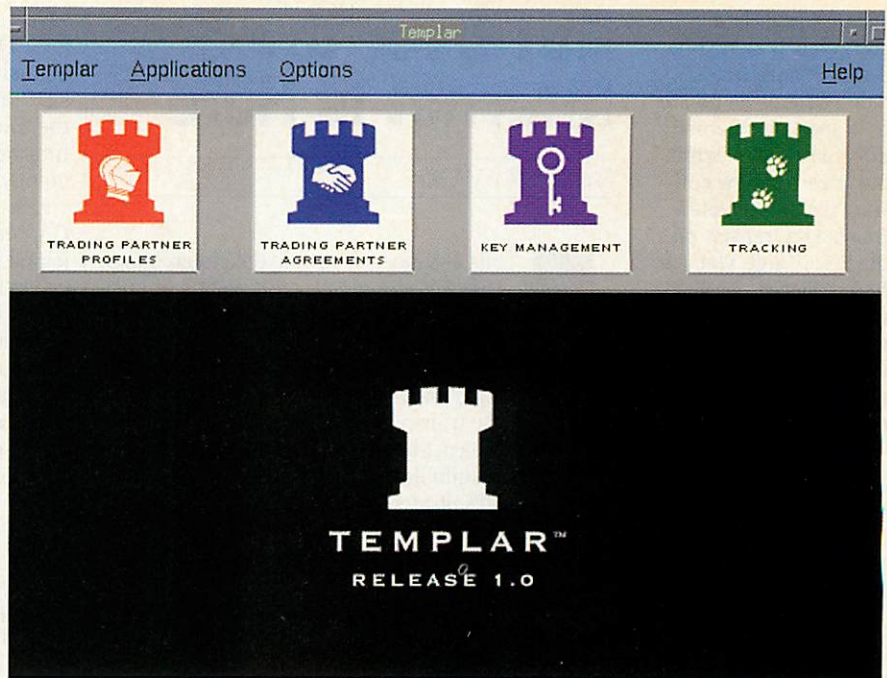 Templar
Templar Applications Options Help
TRADING PARTNER
PROFILES
TRADING PARTNER
AGREEMENTS
KEY MANAGEMENT
TRACKING
TEMPLAR™
RELEASE 1.0